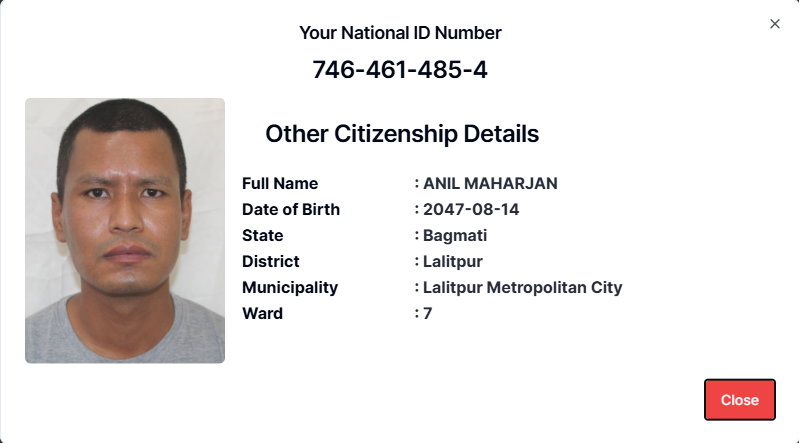 Your National ID Number
746-461-485-4
Other Citizenship Details
Full Name : ANIL MAHARJAN
Date of Birth : 2047-08-14
State : Bagmati
District : Lalitpur
Municipality : Lalitpur Metropolitan City
Ward : 7
Close